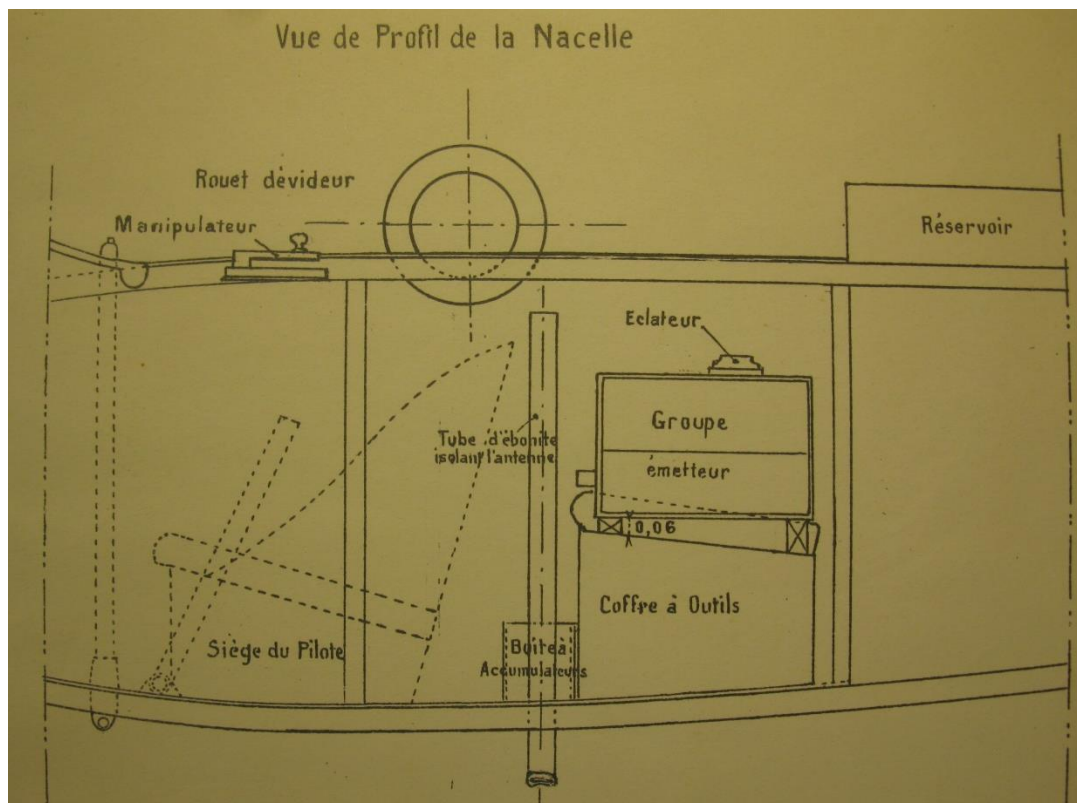 Vue de Profil de la Nacelle
Rouet dévideur
Manipulateur
Réservoir
Eclateur
Groupe
émetteur
Tube d'ébonite
isolant l'antenne
0,06
Coffre à Outils
Siège du Pilote
Boite à
Accumulateurs